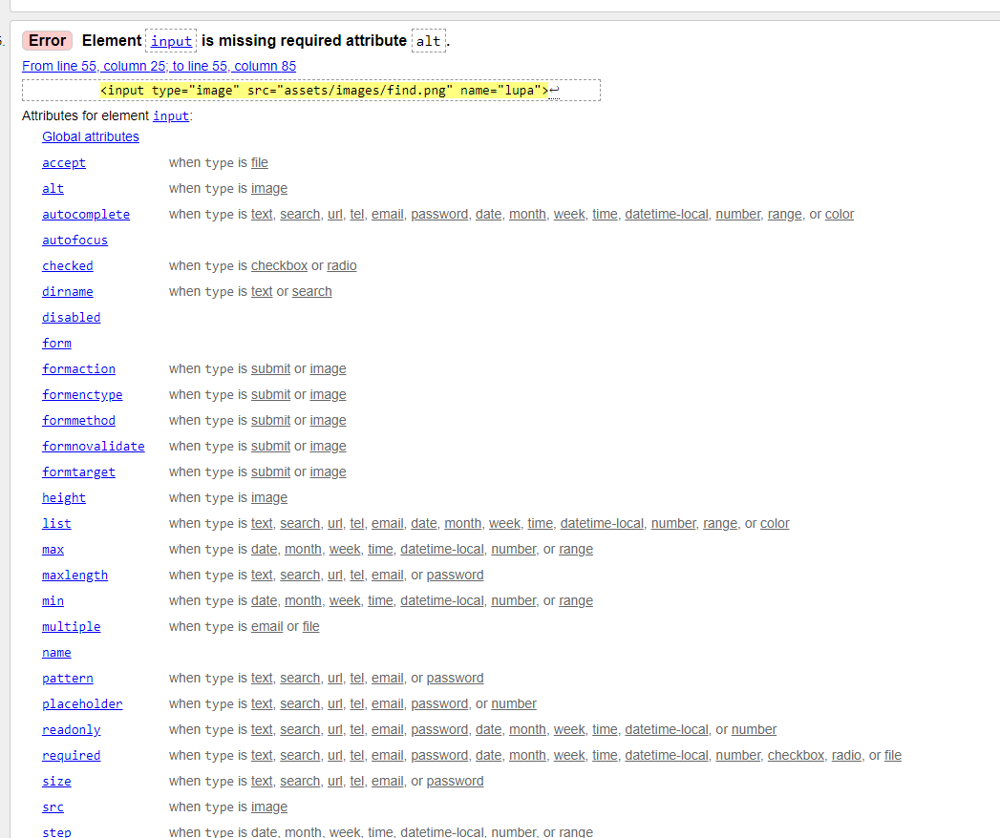 5.
Error Element input is missing required attribute alt.
From line 55, column 25; to line 55, column 85
<input type="image" src="assets/images/find.png" name="lupa">↩
Attributes for element input:
Global attributes
accept when type is file
alt when type is image
autocomplete when type is text, search, url, tel, email, password, date, month, week, time, datetime-local, number, range, or color
autofocus
checked when type is checkbox or radio
dirname when type is text or search
disabled
form
formaction when type is submit or image
formenctype when type is submit or image
formmethod when type is submit or image
formnovalidate when type is submit or image
formtarget when type is submit or image
height when type is image
list when type is text, search, url, tel, email, date, month, week, time, datetime-local, number, range, or color
max when type is date, month, week, time, datetime-local, number, or range
maxlength when type is text, search, url, tel, email, or password
min when type is date, month, week, time, datetime-local, number, or range
multiple when type is email or file
name
pattern when type is text, search, url, tel, email, or password
placeholder when type is text, search, url, tel, email, password, or number
readonly when type is text, search, url, tel, email, password, date, month, week, time, datetime-local, or number
required when type is text, search, url, tel, email, password, date, month, week, time, datetime-local, number, checkbox, radio, or file
size when type is text, search, url, tel, email, or password
src when type is image
step when type is date, month, week, time, datetime-local, number, or range